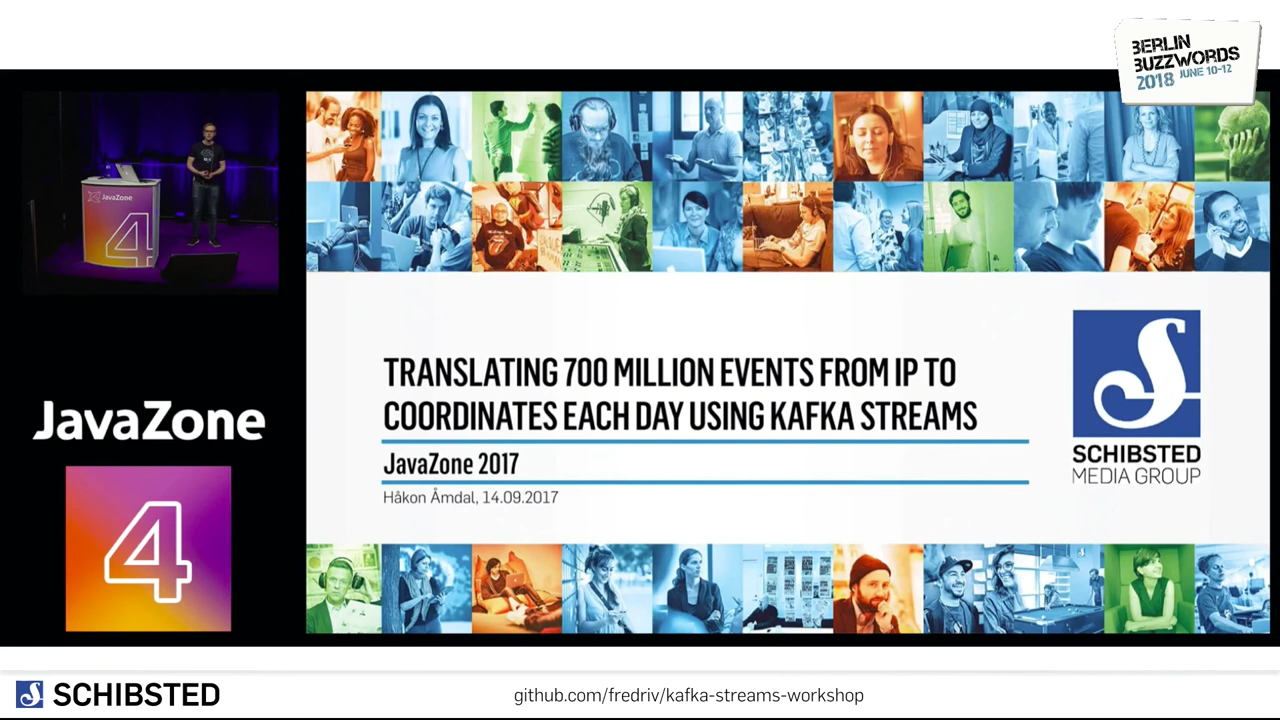 BERLIN
BUZZWORDS
2018 JUNE 10-12
JavaZone
4
JavaZone
4
TRANSLATING 700 MILLION EVENTS FROM IP TO
COORDINATES EACH DAY USING KAFKA STREAMS
JavaZone 2017
Håkon Åmdal, 14.09.2017
SCHIBSTED
MEDIA GROUP
SCHIBSTED
github.com/fredriv/kafka-streams-workshop